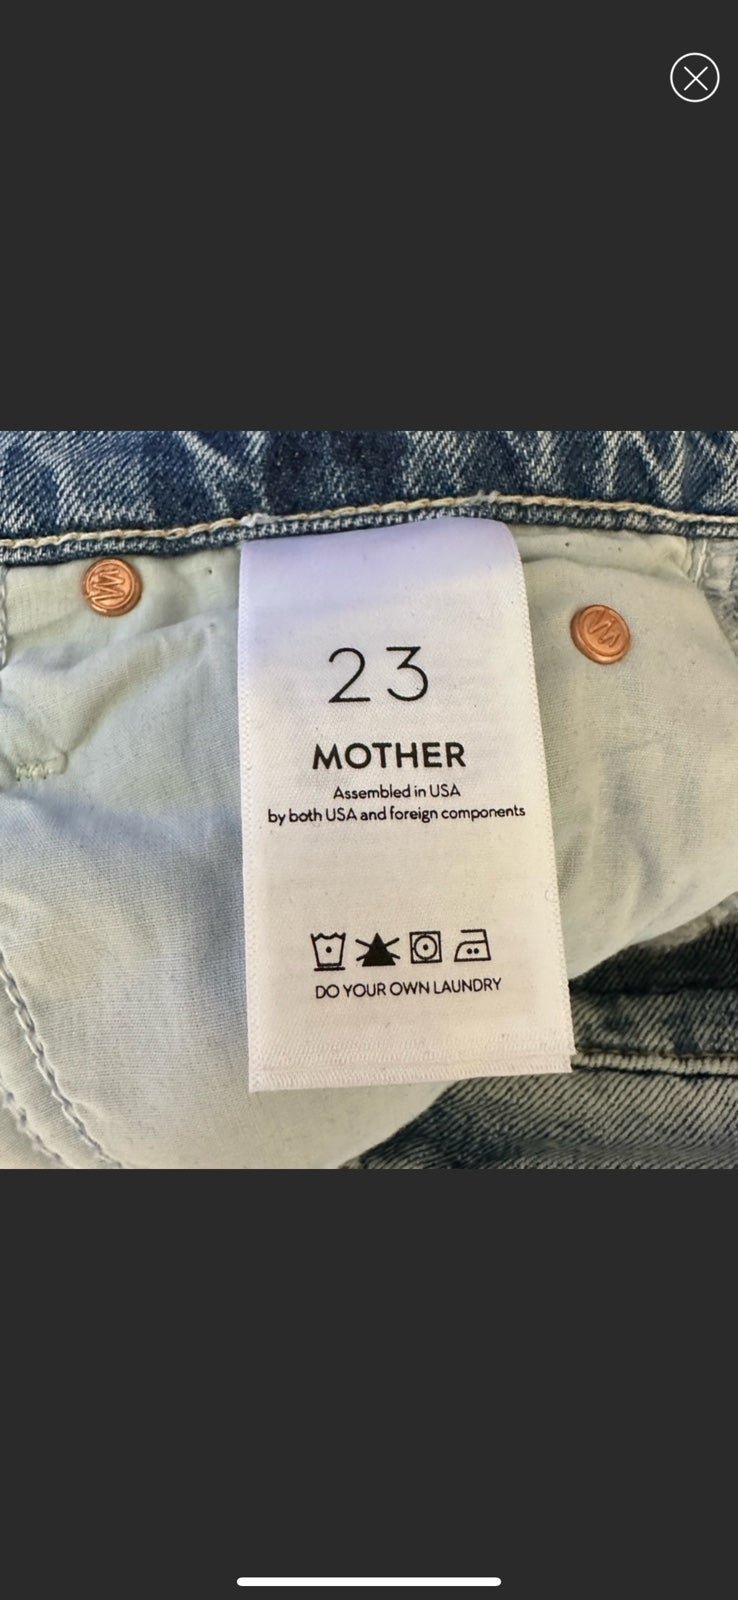 23
MOTHER
Assembled in USA
by both USA and foreign components
DO YOUR OWN LAUNDRY